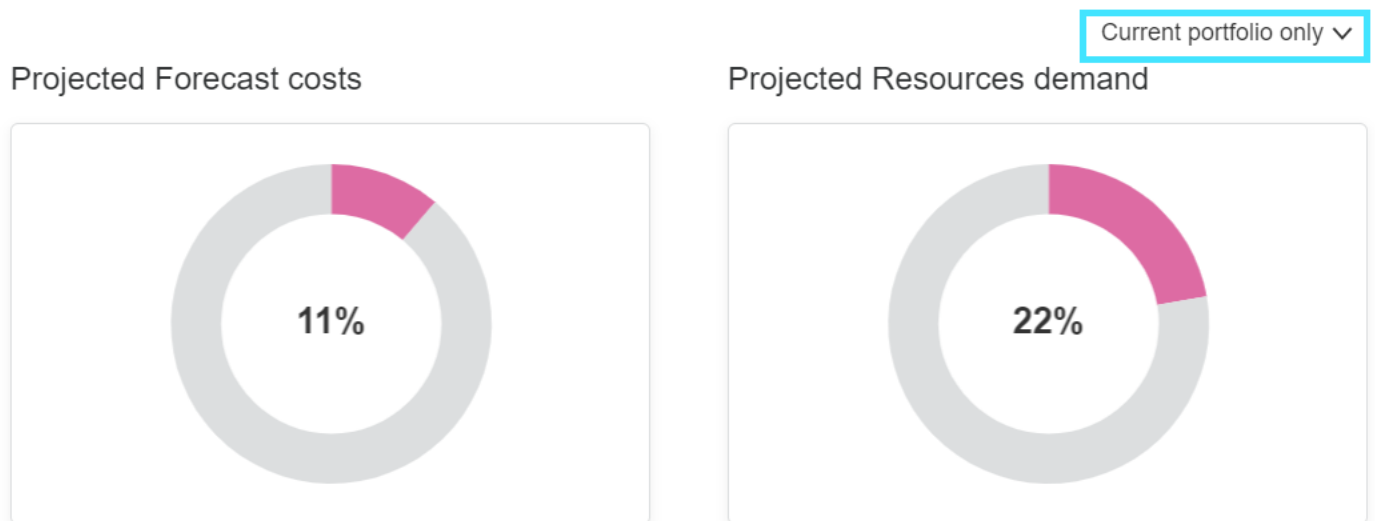 Current portfolio only
Projected Forecast costs
Projected Resources demand
11%
22%